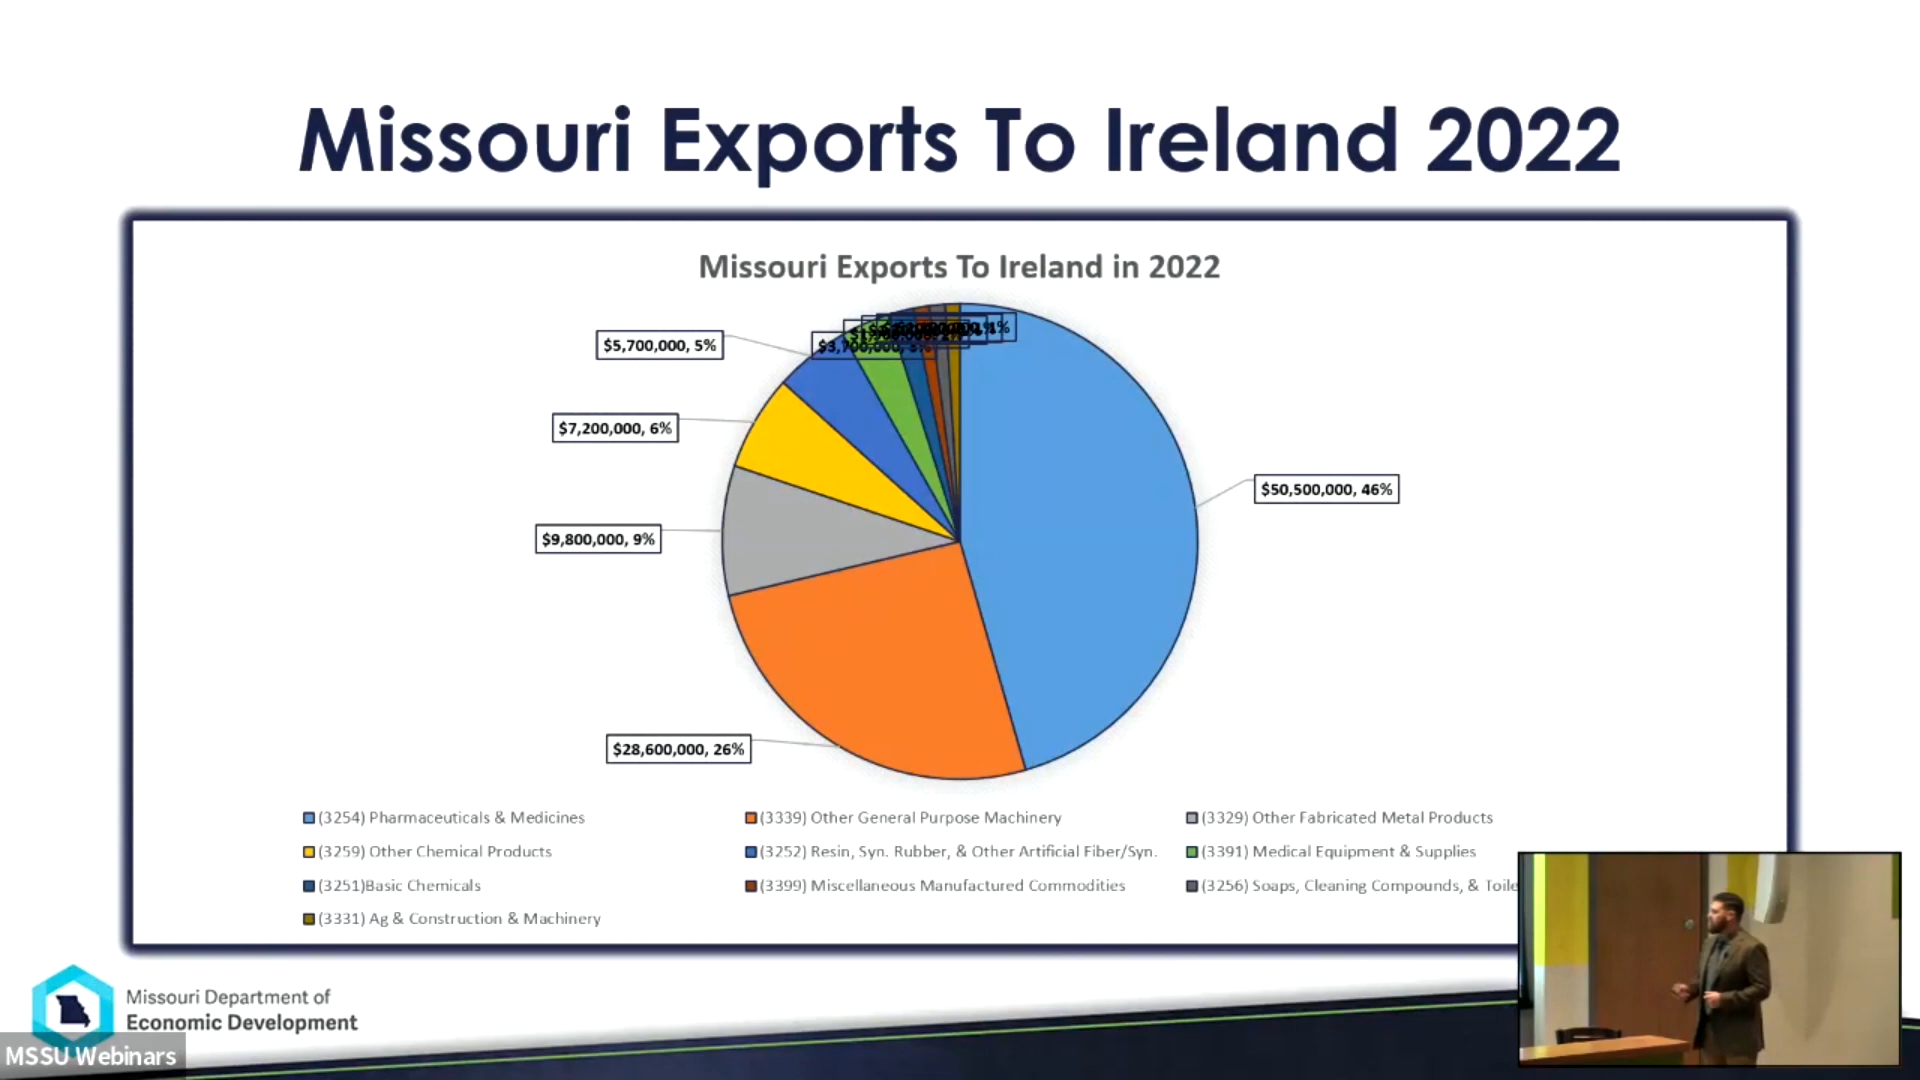 Missouri Exports To Ireland 2022
Missouri Exports To Ireland in 2022
$5,700,000, 5%
$3,700,000, 3%
$7,200,000, 6%
$50,500,000, 46%
$9,800,000, 9%
$28,600,000, 26%
(3254) Pharmaceuticals & Medicines
(3339) Other General Purpose Machinery
(3329) Other Fabricated Metal Products
(3259) Other Chemical Products
(3252) Resin, Syn. Rubber, & Other Artificial Fiber/Syn.
(3391) Medical Equipment & Supplies
(3251)Basic Chemicals
(3399) Miscellaneous Manufactured Commodities
(3256) Soaps, Cleaning Compounds, & Toile
(3331) Ag & Construction & Machinery
Missouri Department of
Economic Development
MSSU Webinars